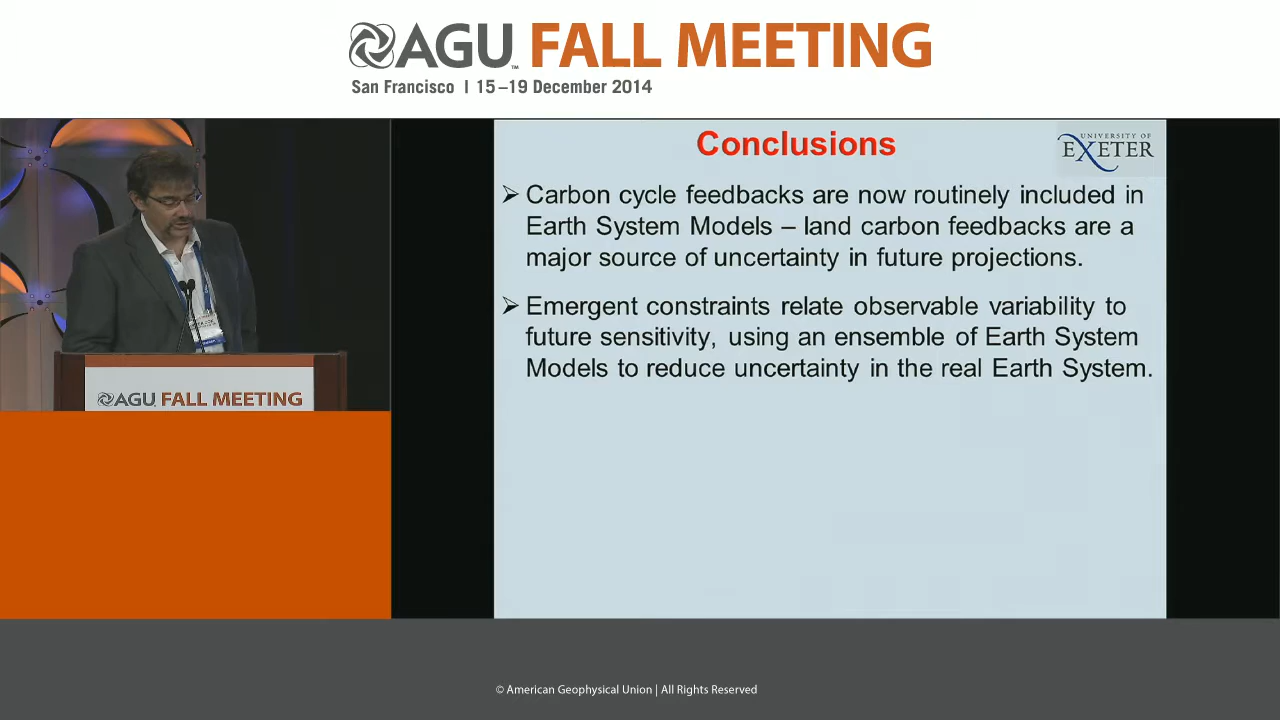 AGU™ FALL MEETING
San Francisco | 15–19 December 2014
Conclusions
UNIVERSITY OF
EXETER
➢ Carbon cycle feedbacks are now routinely included in
Earth System Models – land carbon feedbacks are a
major source of uncertainty in future projections.
➢ Emergent constraints relate observable variability to
future sensitivity, using an ensemble of Earth System
Models to reduce uncertainty in the real Earth System.
AGU FALL MEETING
© American Geophysical Union | All Rights Reserved